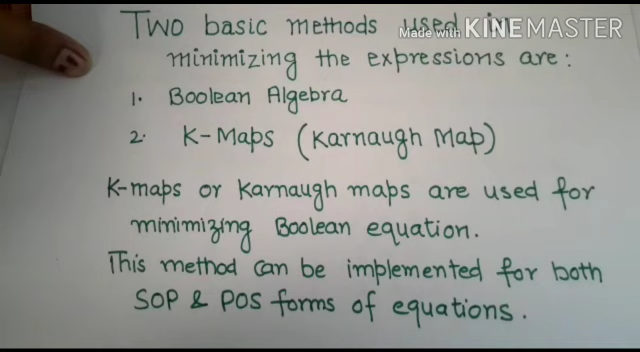 Two basic methods used in
Made with KINEMASTER
minimizing the expressions are:
1. Boolean Algebra
2. K-Maps (Karnaugh Map)
K-maps or Karnaugh maps are used for
minimizing Boolean equation.
This method can be implemented for both
SOP & POS forms of equations.